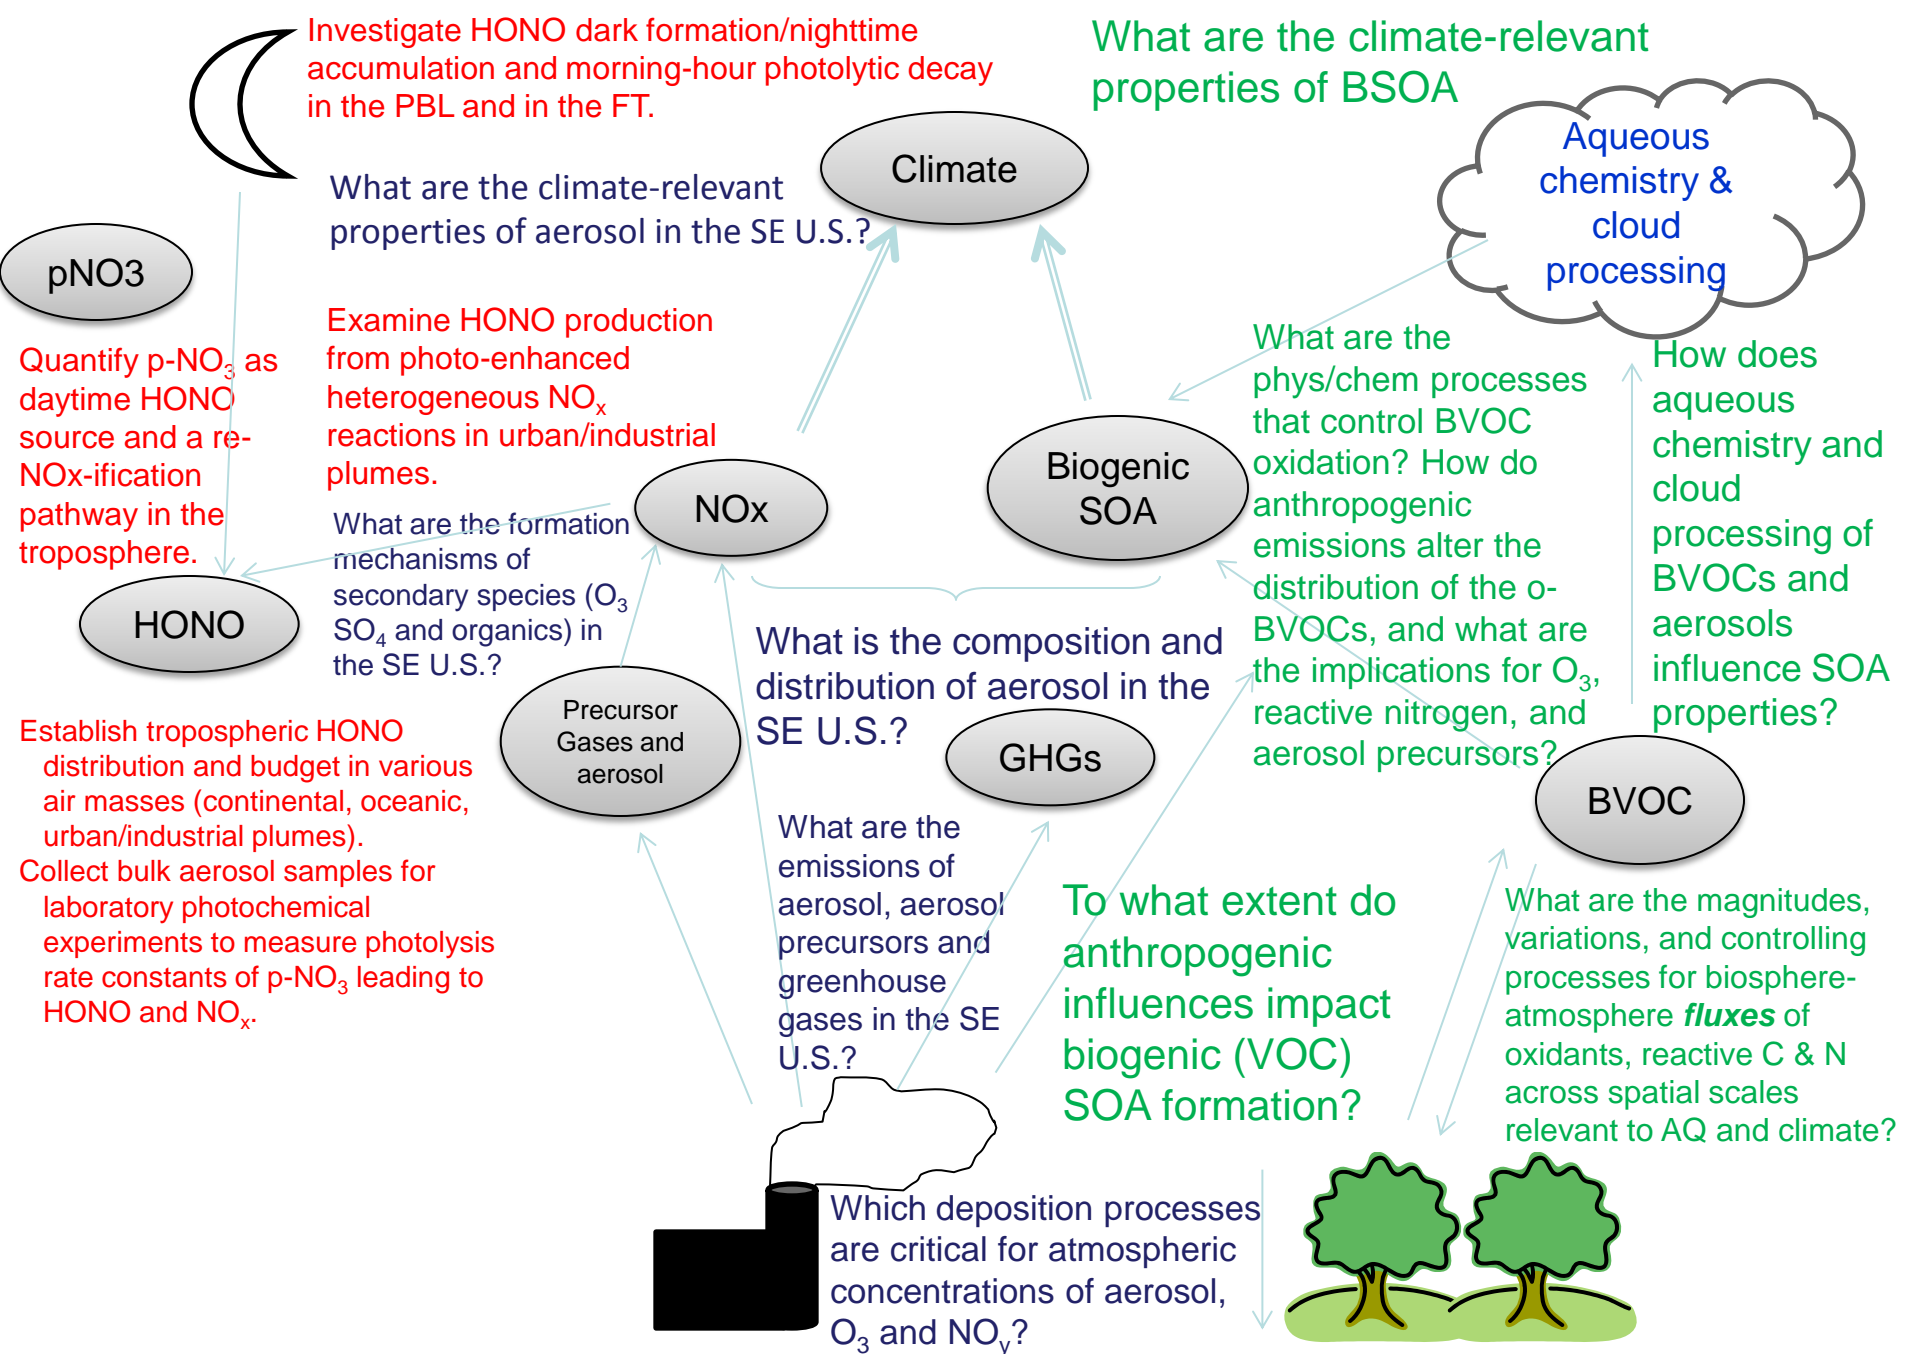 Investigate HONO dark formation/nighttime
accumulation and morning-hour photolytic decay
in the PBL and in the FT.
What are the climate-relevant
properties of BSOA
Climate
Aqueous
chemistry &
cloud
processing
What are the climate-relevant
properties of aerosol in the SE U.S.?
pNO3
Quantify p-NO3 as
daytime HONO
source and a re-
NOx-ification
pathway in the
troposphere.
Examine HONO production
from photo-enhanced
heterogeneous NOx
reactions in urban/industrial
plumes.
NOx
Biogenic
SOA
What are the
phys/chem processes
that control BVOC
oxidation? How do
anthropogenic
emissions alter the
distribution of the o-
BVOCs, and what are
the implications for O3,
reactive nitrogen, and
aerosol precursors?
How does
aqueous
chemistry and
cloud
processing of
BVOCs and
aerosols
influence SOA
properties?
What are the formation
mechanisms of
secondary species (O3
SO4 and organics) in
the SE U.S.?
HONO
What is the composition and
distribution of aerosol in the
SE U.S.?
Precursor
Gases and
aerosol
GHGs
BVOC
Establish tropospheric HONO
distribution and budget in various
air masses (continental, oceanic,
urban/industrial plumes).
Collect bulk aerosol samples for
laboratory photochemical
experiments to measure photolysis
rate constants of p-NO3 leading to
HONO and NOx.
What are the
emissions of
aerosol, aerosol
precursors and
greenhouse
gases in the SE
U.S.?
To what extent do
anthropogenic
influences impact
biogenic (VOC)
SOA formation?
What are the magnitudes,
variations, and controlling
processes for biosphere-
atmosphere fluxes of
oxidants, reactive C & N
across spatial scales
relevant to AQ and climate?
Which deposition processes
are critical for atmospheric
concentrations of aerosol,
O3 and NOy?